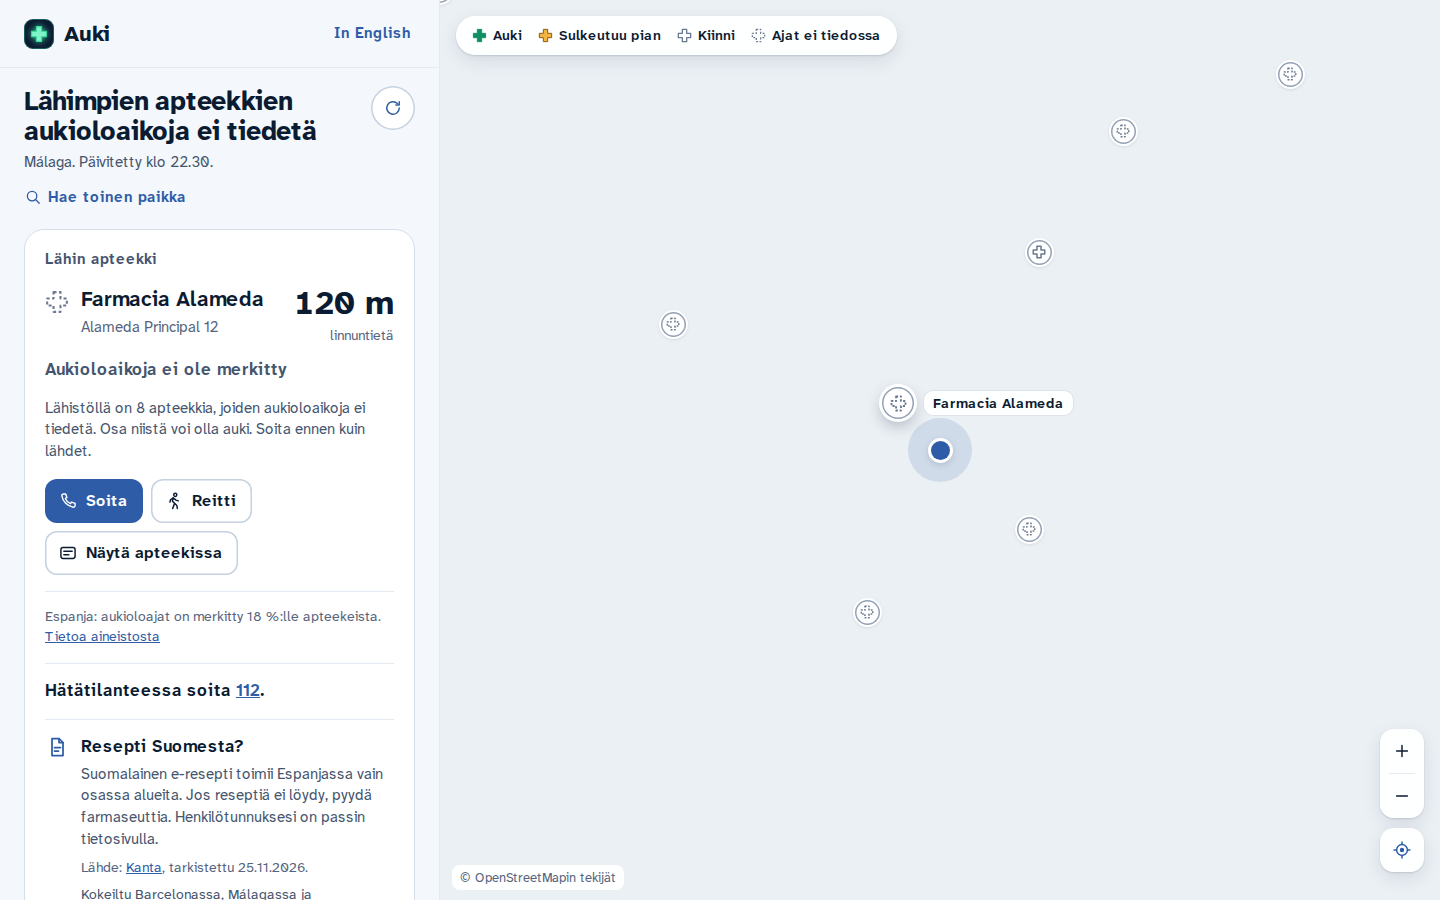 Auki
In English
Lähimpien apteekkien
aukioloaikoja ei tiedetä
Málaga. Päivitetty klo 22.30.
Hae toinen paikka
Lähin apteekki
Farmacia Alameda
120 m
Alameda Principal 12
linnuntietä
Aukioloaikoja ei ole merkitty
Lähistöllä on 8 apteekkia, joiden aukioloaikoja ei
tiedetä. Osa niistä voi olla auki. Soita ennen kuin
lähdet.
Soita
Reitti
Näytä apteekissa
Espanja: aukioloajat on merkitty 18 %:lle apteekeista.
Tietoa aineistosta
Hätätilanteessa soita 112.
Resepti Suomesta?
Suomalainen e-resepti toimii Espanjassa vain
osassa alueita. Jos reseptiä ei löydy, pyydä
farmaseuttia. Henkilötunnuksesi on passin
tietosivulla.
Lähde: Kanta, tarkistettu 25.11.2026.
Kokeiltu Barcelonassa, Málagassa ja
Auki
Sulkeutuu pian
Kiinni
Ajat ei tiedossa
Farmacia Alameda
© OpenStreetMapin tekijät